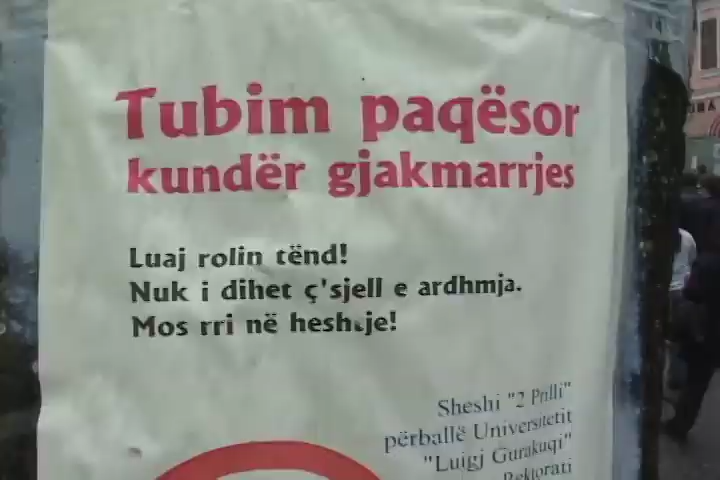 Tubim paqësor
kundër gjakmarrjes
Luaj rolin tënd!
Nuk i dihet ç'sjell e ardhmja.
Mos rri në heshtje!
Sheshi "2 Prilli"
përballë Universitetit
"Luigj Gurakuqi"
Rektorati